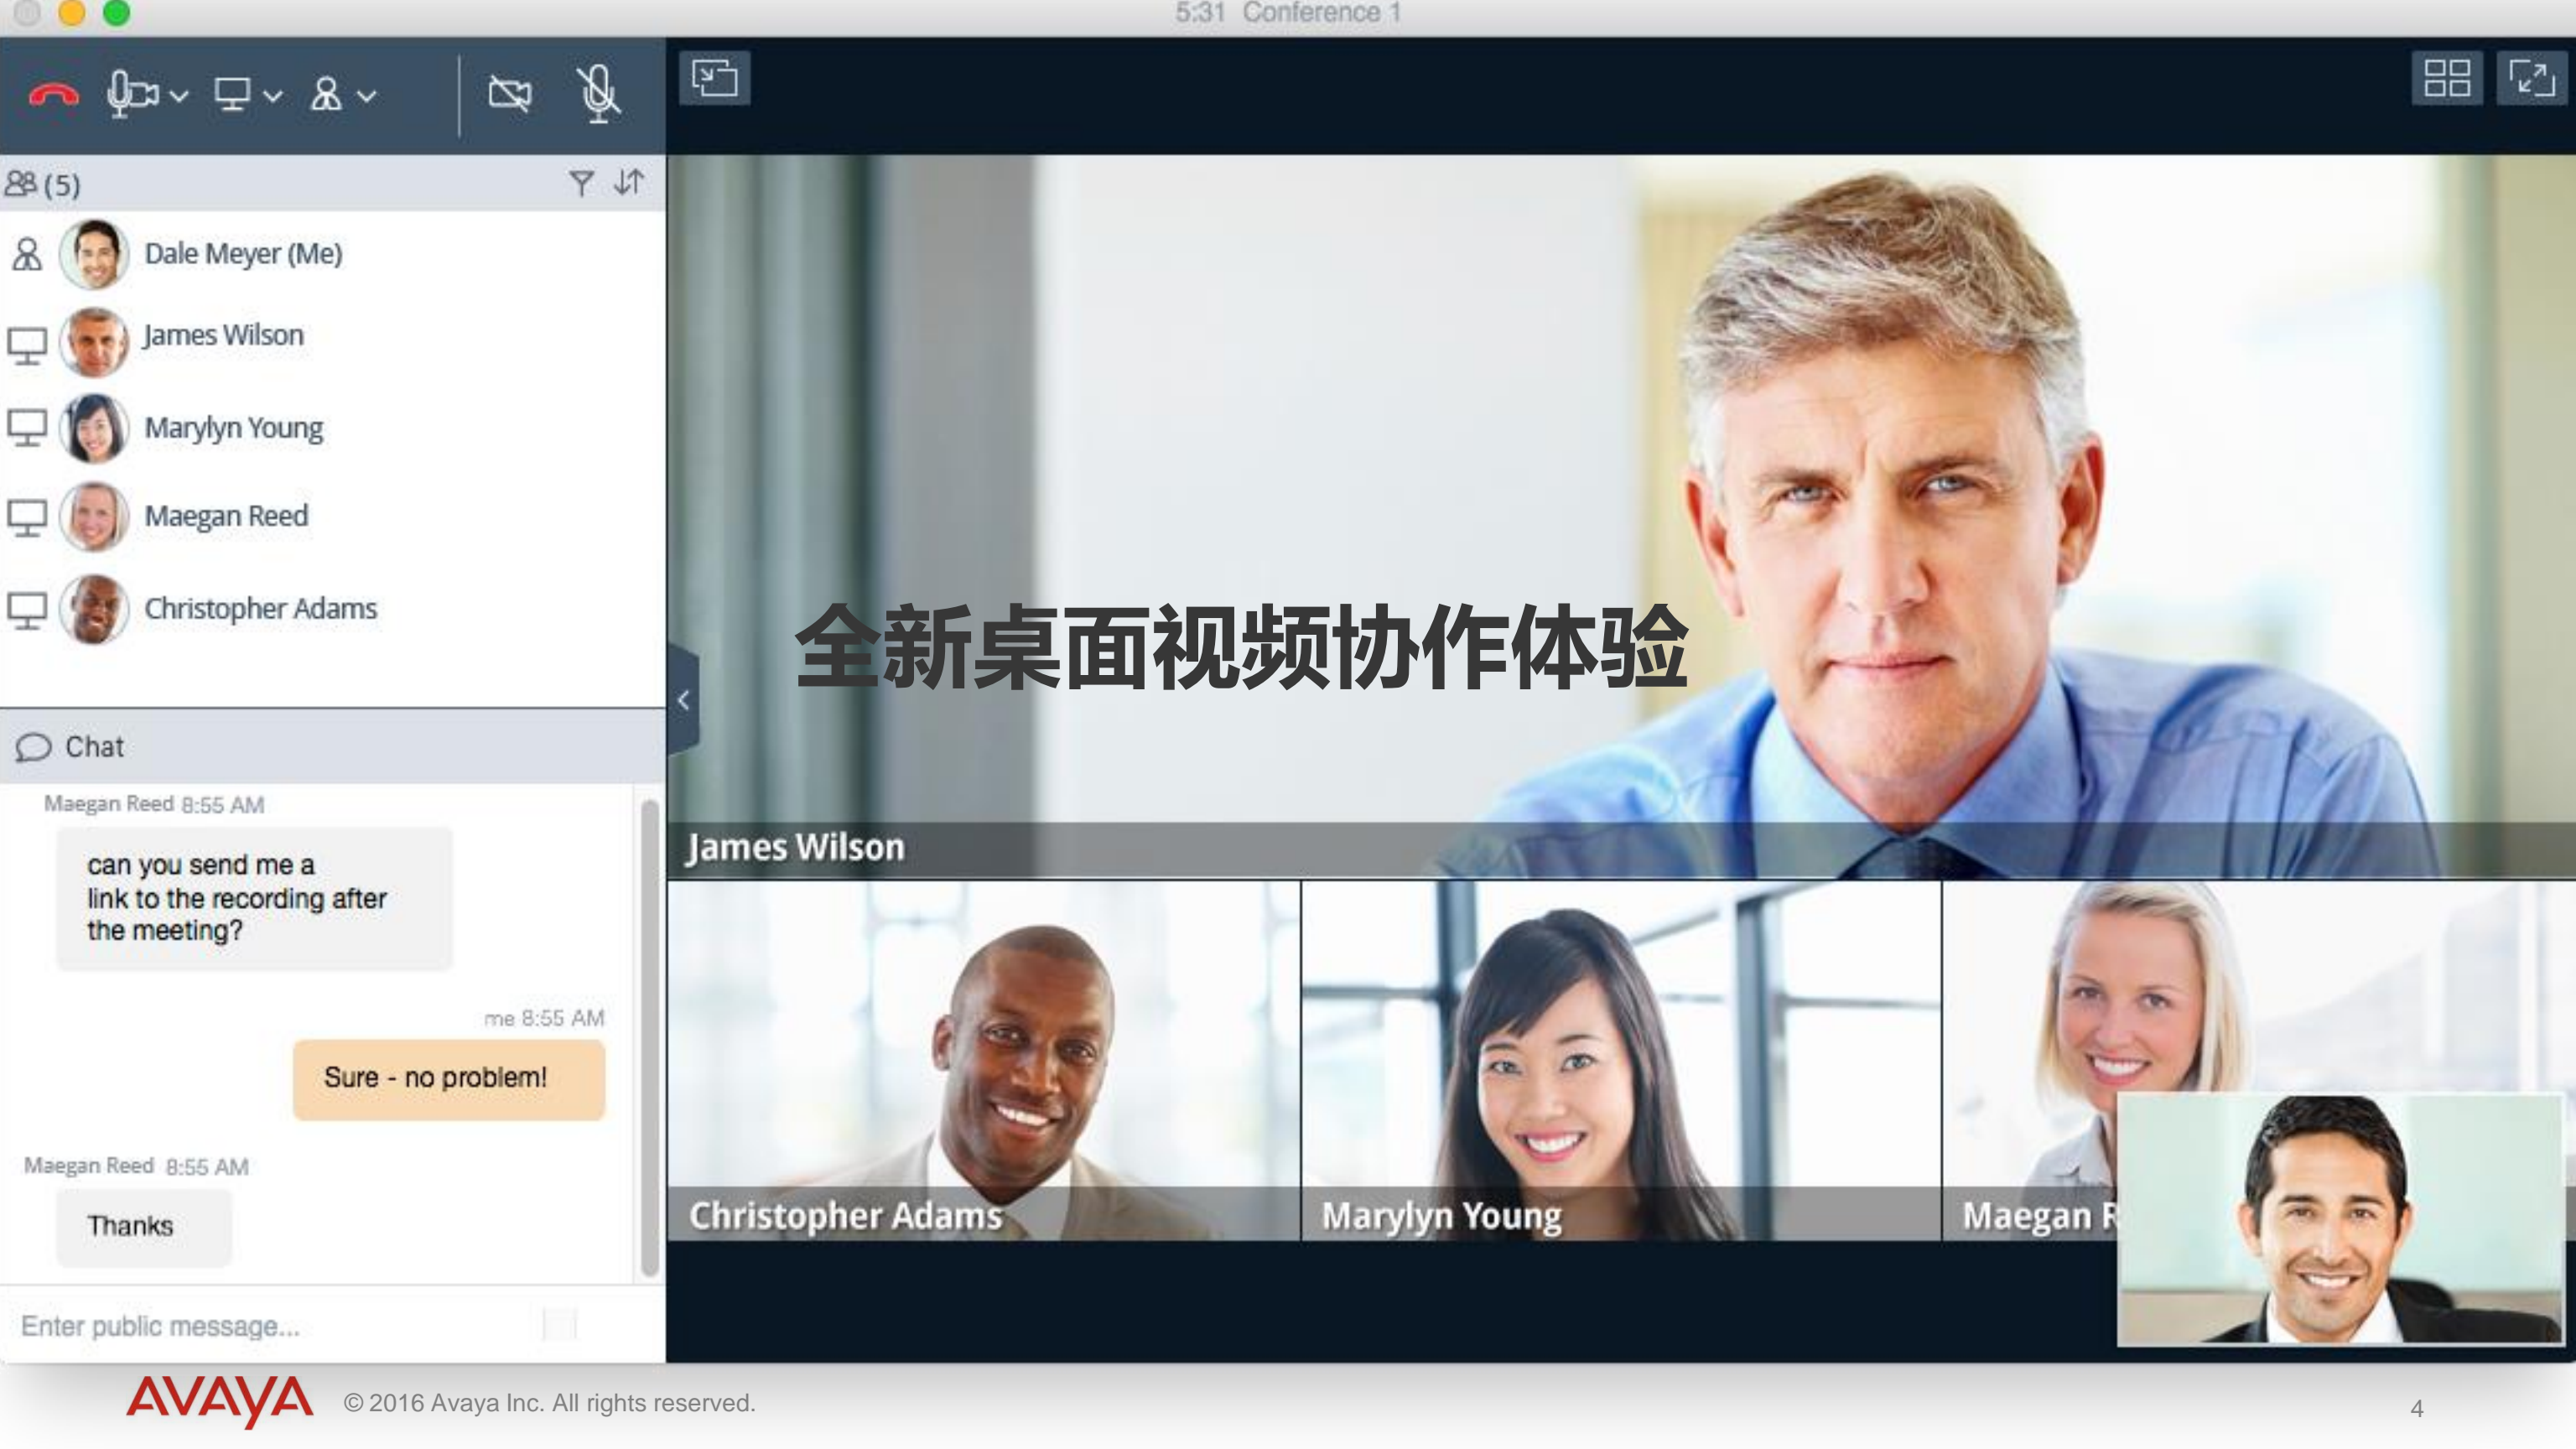 5:31 Conference 1
(5)
Dale Meyer (Me)
James Wilson
Marylyn Young
Maegan Reed
Christopher Adams
Chat
Maegan Reed 8:55 AM
can you send me a
link to the recording after
the meeting?
me 8:55 AM
Sure - no problem!
Maegan Reed 8:55 AM
Thanks
Enter public message...
全新桌面视频协作体验
James Wilson
Christopher Adams
Marylyn Young
Maegan R
AVAYA
© 2016 Avaya Inc. All rights reserved.
4